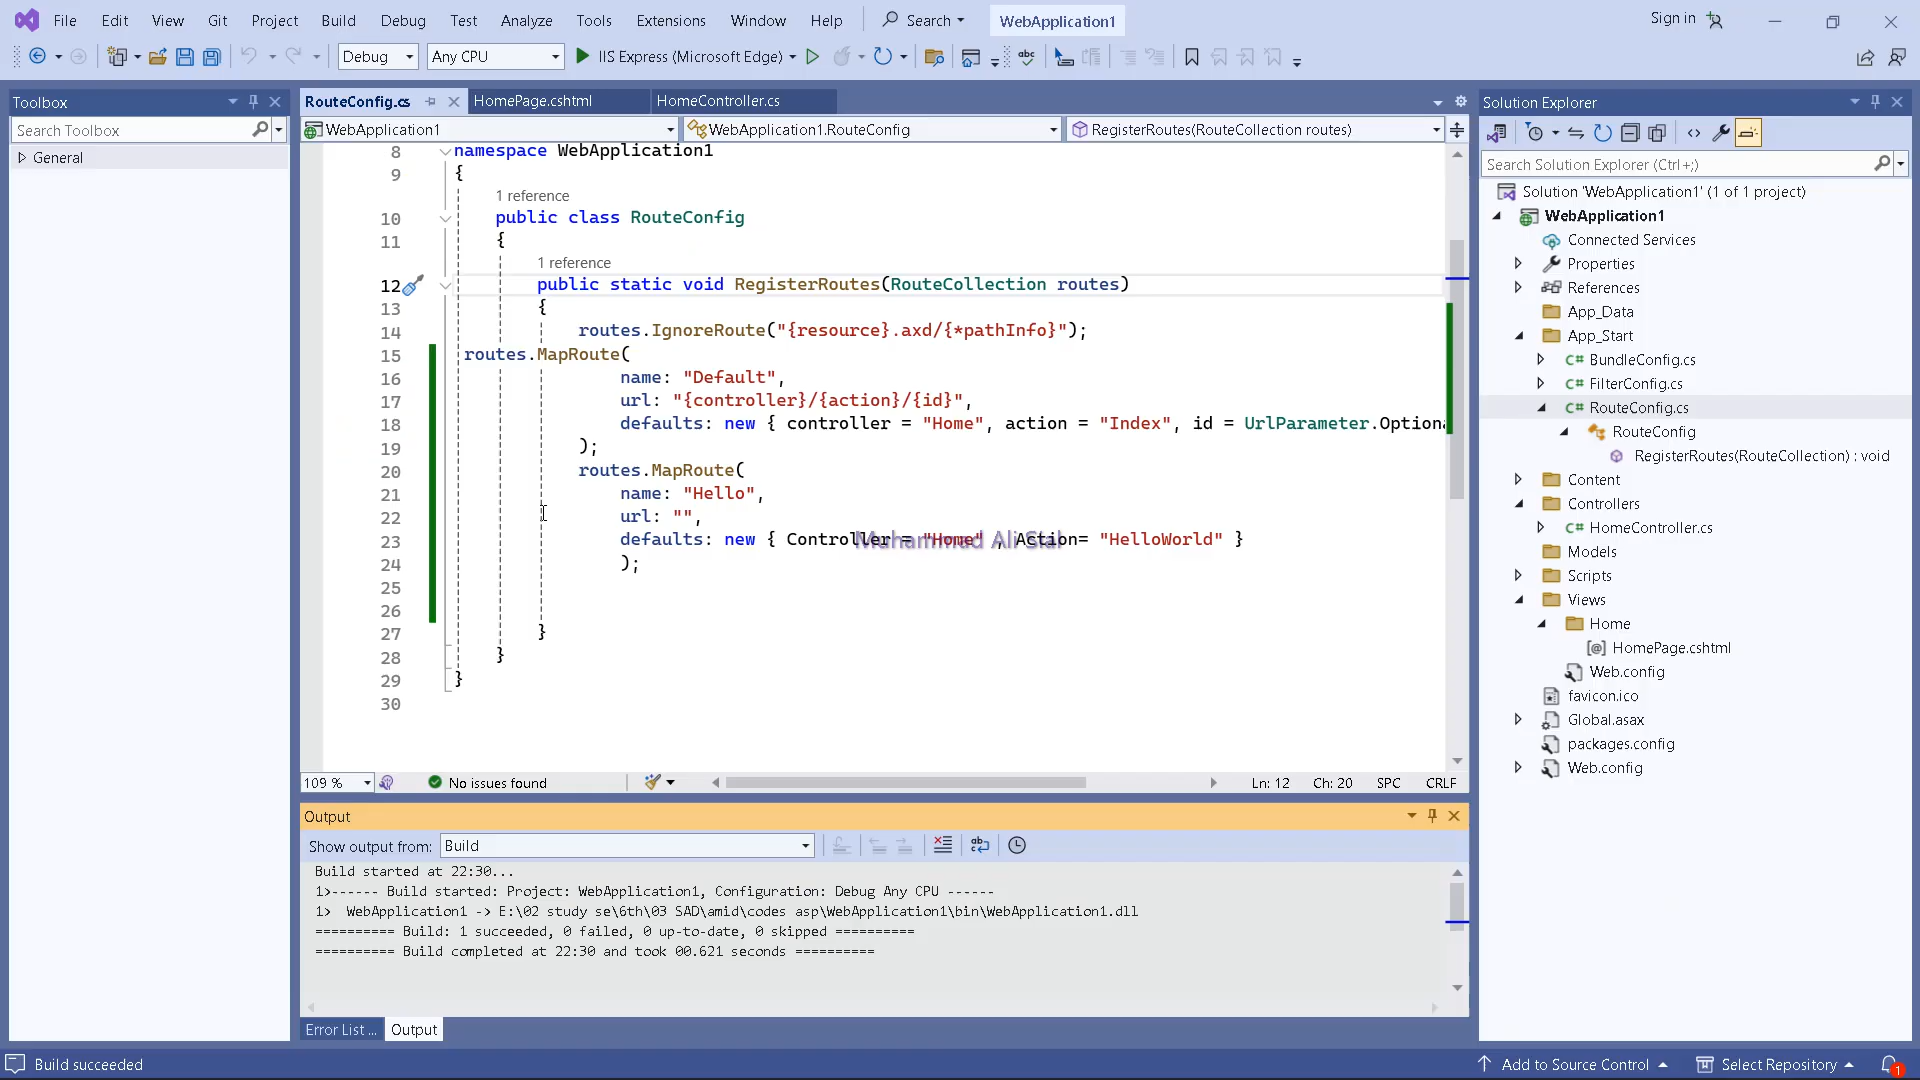 File Edit View Git Project Build Debug Test Analyze Tools Extensions Window Help Search WebApplication1 Sign in
Debug Any CPU IIS Express (Microsoft Edge)
Toolbox
Search Toolbox
General
RouteConfig.cs HomePage.cshtml HomeController.cs
WebApplication1 WebApplication1.RouteConfig RegisterRoutes(RouteCollection routes)
8 namespace WebApplication1
9 {
1 reference
10 public class RouteConfig
11 {
1 reference
12 public static void RegisterRoutes(RouteCollection routes)
13 {
14 routes.IgnoreRoute("{resource}.axd/{*pathInfo}");
15 routes.MapRoute(
16 name: "Default",
17 url: "{controller}/{action}/{id}",
18 defaults: new { controller = "Home", action = "Index", id = UrlParameter.Optiona
19 );
20 routes.MapRoute(
21 name: "Hello",
22 url: "",
23 defaults: new { Controller = "Home" , Action= "HelloWorld" }
Muhammad Ali Sial
24 );
25
26
27 }
28 }
29 }
30
109 % No issues found Ln: 12 Ch: 20 SPC CRLF
Output
Show output from: Build
Build started at 22:30...
1>------ Build started: Project: WebApplication1, Configuration: Debug Any CPU ------
1> WebApplication1 -> E:\02 study se\6th\03 SAD\amid\codes asp\WebApplication1\bin\WebApplication1.dll
========== Build: 1 succeeded, 0 failed, 0 up-to-date, 0 skipped ==========
========== Build completed at 22:30 and took 00.621 seconds ==========
Error List ... Output
Solution Explorer
Search Solution Explorer (Ctrl+;)
Solution 'WebApplication1' (1 of 1 project)
WebApplication1
Connected Services
Properties
References
App_Data
App_Start
C# BundleConfig.cs
C# FilterConfig.cs
C# RouteConfig.cs
RouteConfig
RegisterRoutes(RouteCollection) : void
Content
Controllers
C# HomeController.cs
Models
Scripts
Views
Home
[@] HomePage.cshtml
Web.config
favicon.ico
Global.asax
packages.config
Web.config
Build succeeded Add to Source Control Select Repository 1